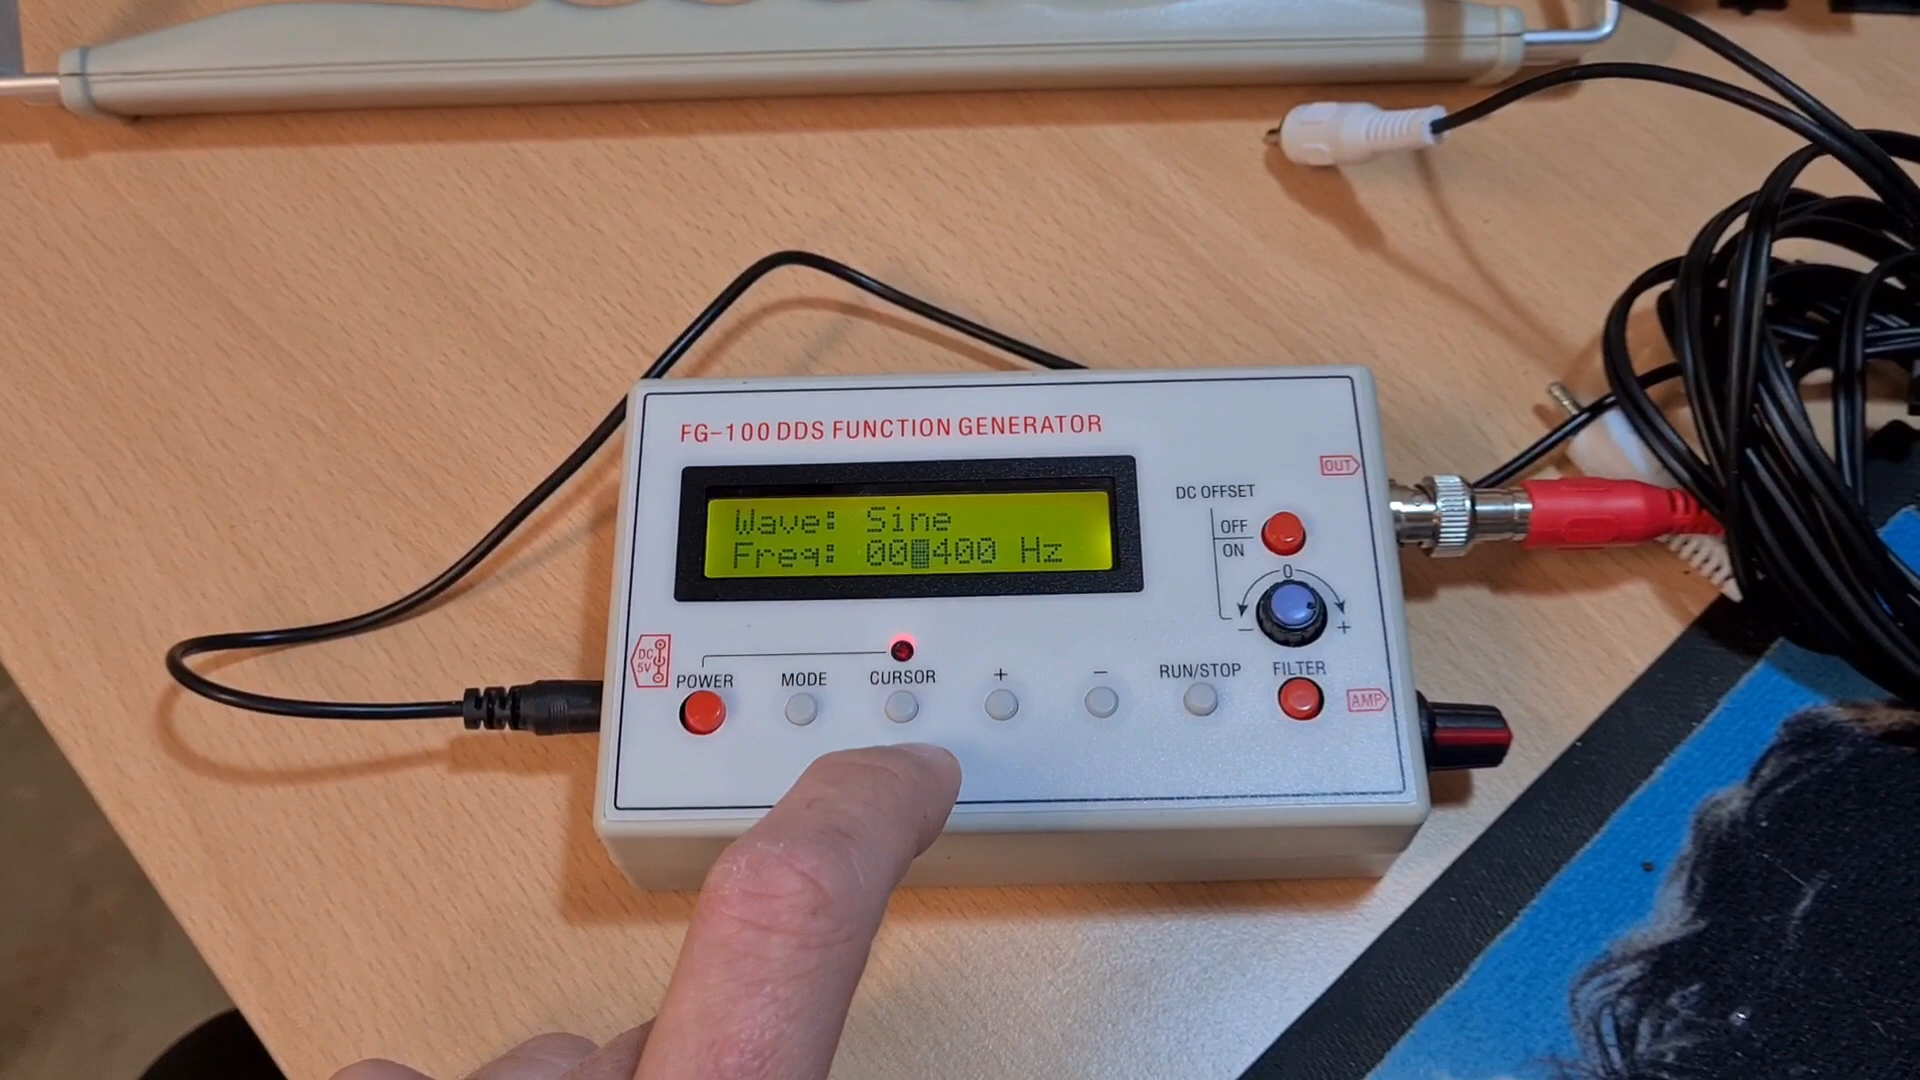 FG-100 DDS FUNCTION GENERATOR
OUT
DC OFFSET
Wave: Sine
OFF
Freq: 00 400 Hz
ON
0
- +
DC
5V
POWER MODE CURSOR + - RUN/STOP FILTER
AMP